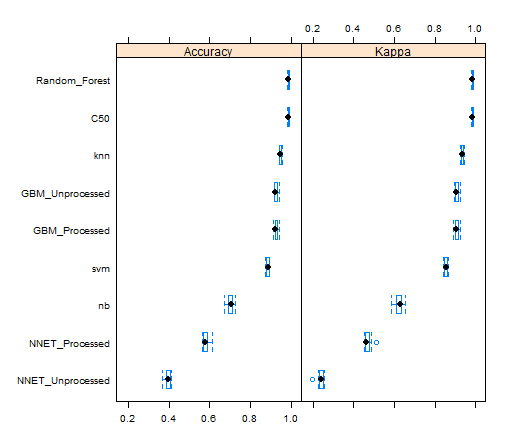 0.2 0.4 0.6 0.8 1.0
Accuracy Kappa
Random_Forest
C50
knn
GBM_Unprocessed
GBM_Processed
svm
nb
NNET_Processed
NNET_Unprocessed
0.2 0.4 0.6 0.8 1.0